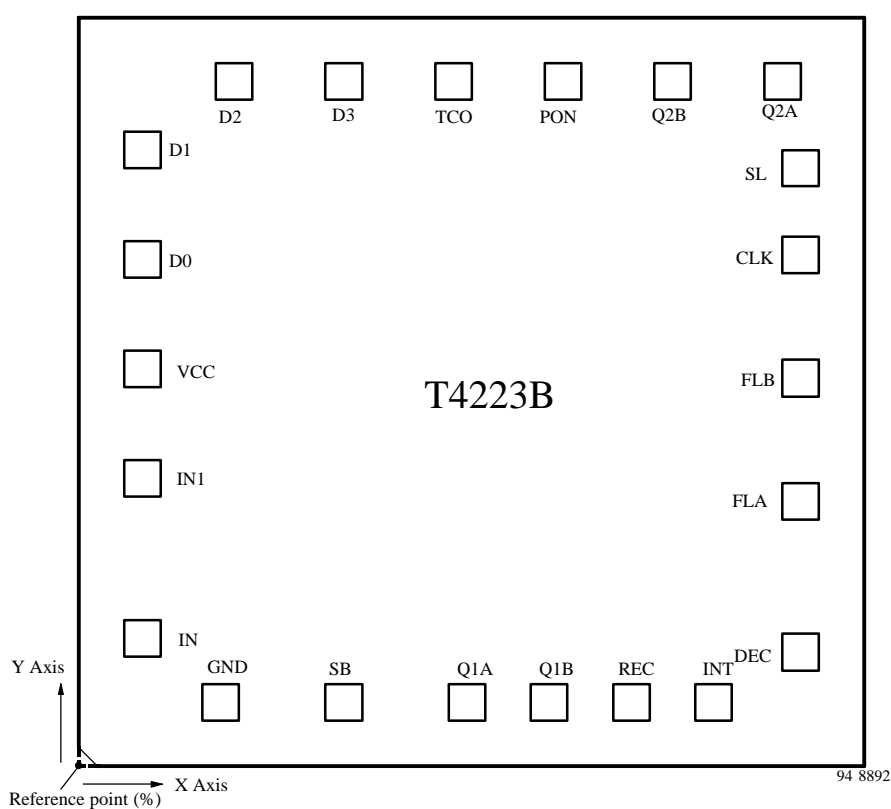 D2
D3
TCO
PON
Q2B
Q2A
D1
SL
D0
CLK
VCC
FLB
T4223B
IN1
FLA
IN
DEC
GND
SB
Q1A
Q1B
REC
INT
Y Axis
X Axis
94 8892
Reference point (%)